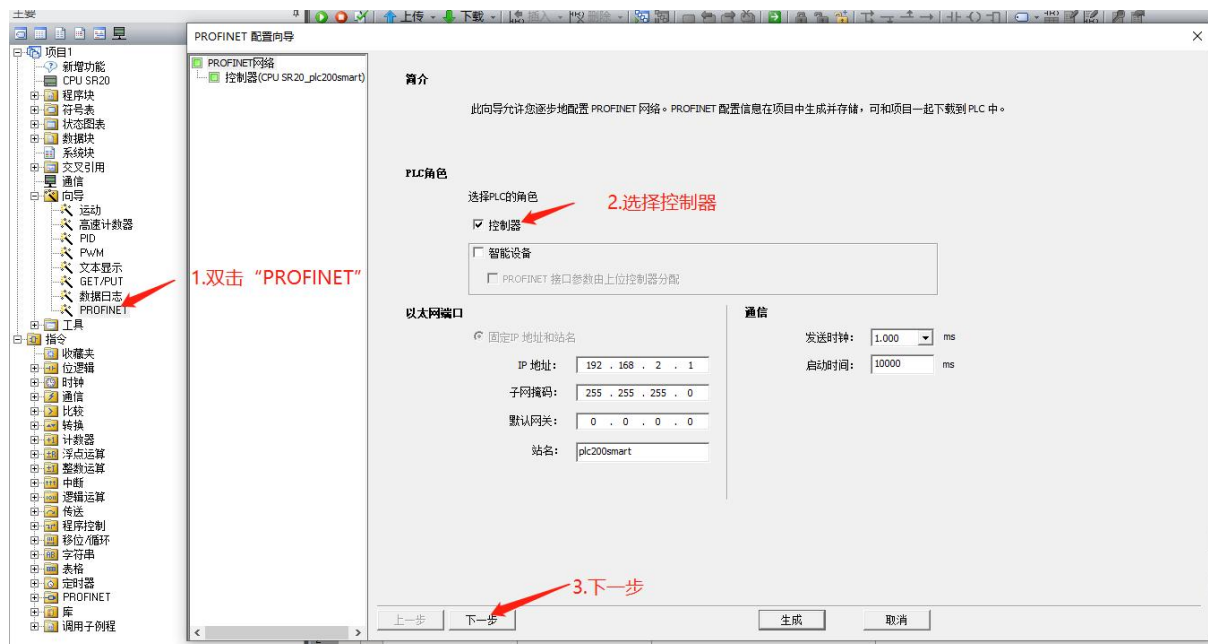 主要
上传
下载
插入
删除
项目1
新增功能
CPU SR20
程序块
符号表
状态图表
数据块
系统块
交叉引用
通信
向导
运动
高速计数器
PID
PWM
文本显示
GET/PUT
数据日志
PROFINET
工具
指令
收藏夹
位逻辑
时钟
通信
比较
转换
计数器
浮点运算
整数运算
中断
逻辑运算
传送
程序控制
移位/循环
字符串
表格
定时器
PROFINET
库
调用子例程
1.双击“PROFINET”
PROFINET 配置向导
PROFINET网络
控制器(CPU SR20_plc200smart)
简介
此向导允许您逐步地配置 PROFINET 网络。PROFINET 配置信息在项目中生成并存储，可和项目一起下载到 PLC 中。
PLC角色
选择PLC的角色
2.选择控制器
控制器
智能设备
PROFINET 接口参数由上位控制器分配
以太网端口
固定IP 地址和站名
IP 地址: 192 . 168 . 2 . 1
子网掩码: 255 . 255 . 255 . 0
默认网关: 0 . 0 . 0 . 0
站名: plc200smart
通信
发送时钟: 1.000 ms
启动时间: 10000 ms
3.下一步
上一步 下一步 生成 取消